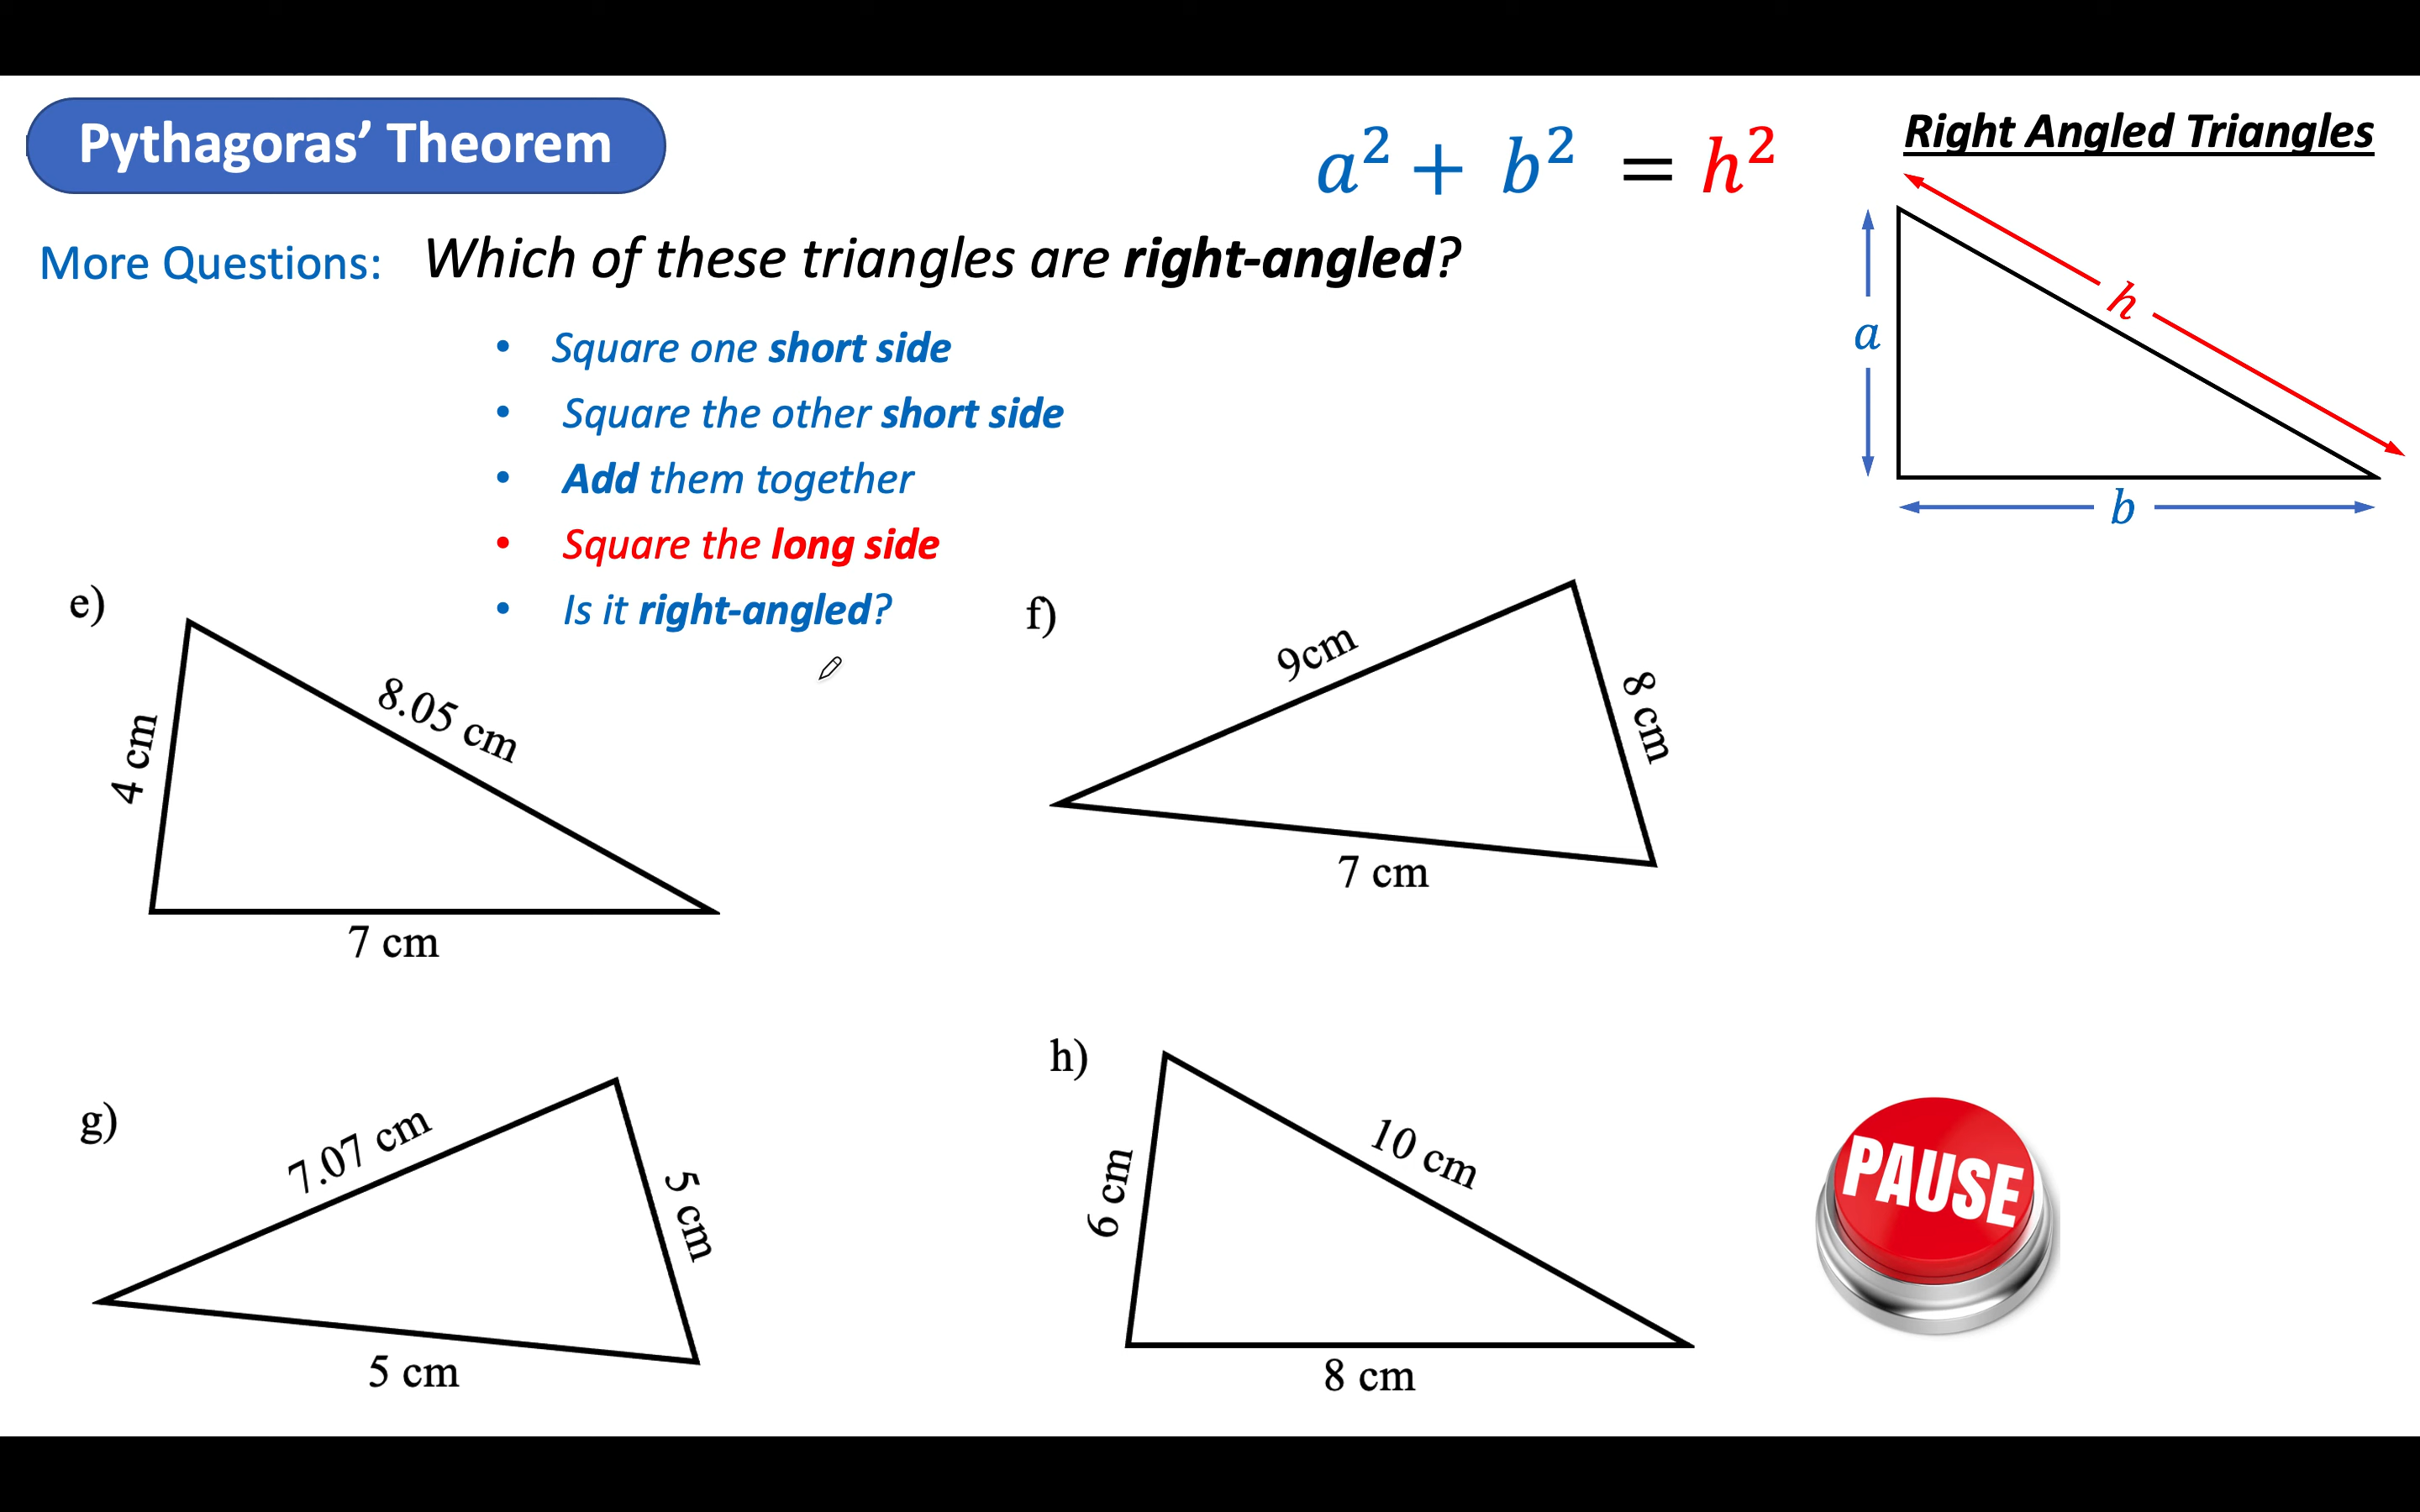 Pythagoras’ Theorem
a² + b² = h²
Right Angled Triangles
More Questions: Which of these triangles are right-angled?
h
a
b
• Square one short side
• Square the other short side
• Add them together
• Square the long side
• Is it right-angled?
e)
4 cm
8.05 cm
7 cm
f)
9cm
8 cm
7 cm
g)
7.07 cm
5 cm
5 cm
h)
6 cm
10 cm
8 cm
PAUSE